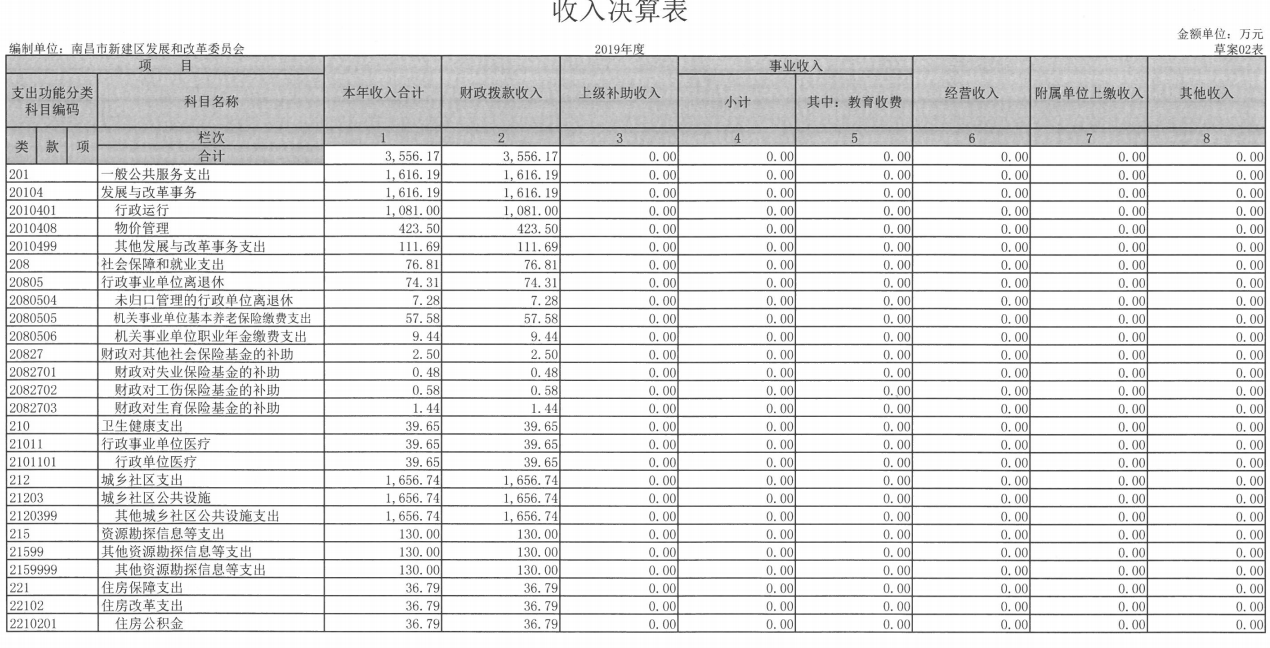 收入决算表
金额单位：万元
编制单位：南昌市新建区发展和改革委员会 2019年度 草案02表
项 目 本年收入合计 财政拨款收入 上级补助收入 事业收入 经营收入 附属单位上缴收入 其他收入
支出功能分类科目编码 科目名称 小计 其中：教育收费
类 款 项 栏次 1 2 3 4 5 6 7 8
合计 3,556.17 3,556.17 0.00 0.00 0.00 0.00 0.00 0.00
201 一般公共服务支出 1,616.19 1,616.19 0.00 0.00 0.00 0.00 0.00 0.00
20104 发展与改革事务 1,616.19 1,616.19 0.00 0.00 0.00 0.00 0.00 0.00
2010401 行政运行 1,081.00 1,081.00 0.00 0.00 0.00 0.00 0.00 0.00
2010408 物价管理 423.50 423.50 0.00 0.00 0.00 0.00 0.00 0.00
2010499 其他发展与改革事务支出 111.69 111.69 0.00 0.00 0.00 0.00 0.00 0.00
208 社会保障和就业支出 76.81 76.81 0.00 0.00 0.00 0.00 0.00 0.00
20805 行政事业单位离退休 74.31 74.31 0.00 0.00 0.00 0.00 0.00 0.00
2080504 未归口管理的行政单位离退休 7.28 7.28 0.00 0.00 0.00 0.00 0.00 0.00
2080505 机关事业单位基本养老保险缴费支出 57.58 57.58 0.00 0.00 0.00 0.00 0.00 0.00
2080506 机关事业单位职业年金缴费支出 9.44 9.44 0.00 0.00 0.00 0.00 0.00 0.00
20827 财政对其他社会保险基金的补助 2.50 2.50 0.00 0.00 0.00 0.00 0.00 0.00
2082701 财政对失业保险基金的补助 0.48 0.48 0.00 0.00 0.00 0.00 0.00 0.00
2082702 财政对工伤保险基金的补助 0.58 0.58 0.00 0.00 0.00 0.00 0.00 0.00
2082703 财政对生育保险基金的补助 1.44 1.44 0.00 0.00 0.00 0.00 0.00 0.00
210 卫生健康支出 39.65 39.65 0.00 0.00 0.00 0.00 0.00 0.00
21011 行政事业单位医疗 39.65 39.65 0.00 0.00 0.00 0.00 0.00 0.00
2101101 行政单位医疗 39.65 39.65 0.00 0.00 0.00 0.00 0.00 0.00
212 城乡社区支出 1,656.74 1,656.74 0.00 0.00 0.00 0.00 0.00 0.00
21203 城乡社区公共设施 1,656.74 1,656.74 0.00 0.00 0.00 0.00 0.00 0.00
2120399 其他城乡社区公共设施支出 1,656.74 1,656.74 0.00 0.00 0.00 0.00 0.00 0.00
215 资源勘探信息等支出 130.00 130.00 0.00 0.00 0.00 0.00 0.00 0.00
21599 其他资源勘探信息等支出 130.00 130.00 0.00 0.00 0.00 0.00 0.00 0.00
2159999 其他资源勘探信息等支出 130.00 130.00 0.00 0.00 0.00 0.00 0.00 0.00
221 住房保障支出 36.79 36.79 0.00 0.00 0.00 0.00 0.00 0.00
22102 住房改革支出 36.79 36.79 0.00 0.00 0.00 0.00 0.00 0.00
2210201 住房公积金 36.79 36.79 0.00 0.00 0.00 0.00 0.00 0.00